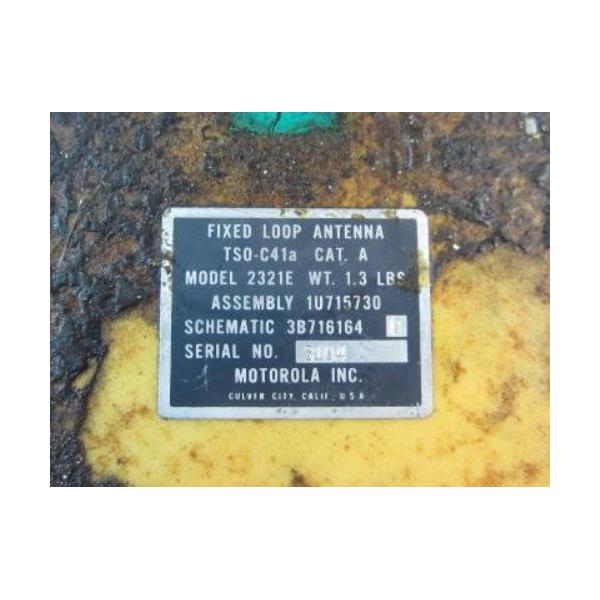 FIXED LOOP ANTENNA
TSO-C41a CAT. A
MODEL 2321E WT. 1.3 LBS
ASSEMBLY 1U715730
SCHEMATIC 3B716164
SERIAL NO.
MOTOROLA INC.
CULVER CITY, CALIF., USA